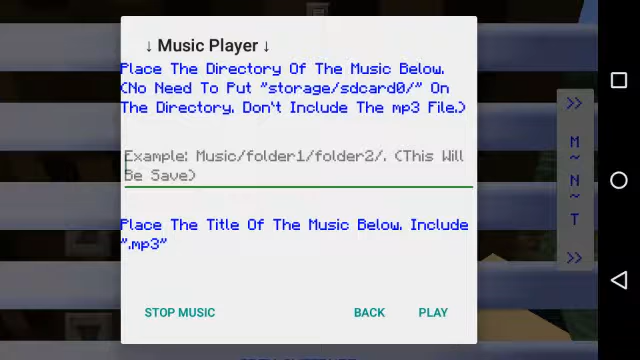 ↓ Music Player ↓
Place The Directory Of The Music Below.
(No Need To Put "storage/sdcard0/" On
The Directory. Don't Include The mp3 File.)
Example: Music/folder1/folder2/. (This Will
Be Save)
Place The Title Of The Music Below. Include
".mp3"
STOP MUSIC BACK PLAY
>>
M
~
N
~
T
>>